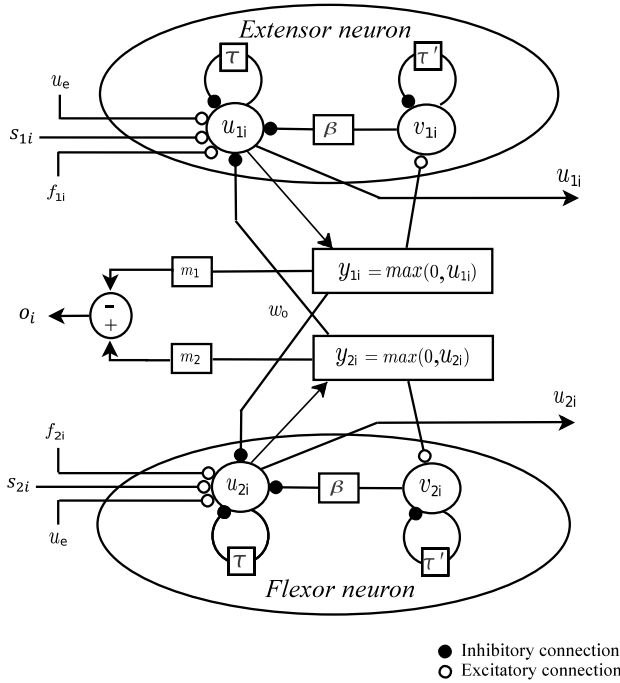 Extensor neuron
τ
τ'
uₑ
s₁ᵢ
f₁ᵢ
u₁ᵢ
β
v₁ᵢ
u₁ᵢ
y₁ᵢ = max(0,u₁ᵢ)
m₁
-
+
oᵢ
w₀
m₂
y₂ᵢ = max(0,u₂ᵢ)
u₂ᵢ
f₂ᵢ
s₂ᵢ
uₑ
u₂ᵢ
β
v₂ᵢ
τ
τ'
Flexor neuron
Inhibitory connection
Excitatory connection